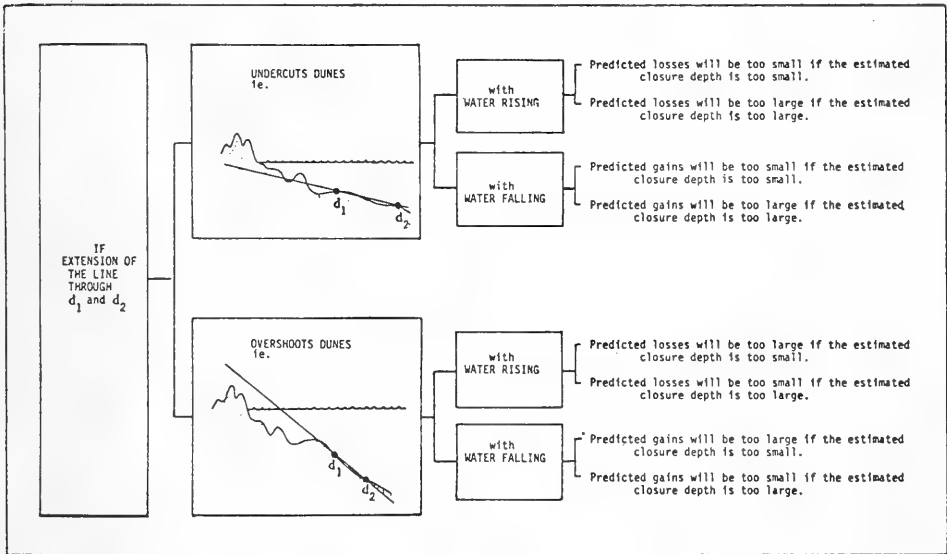 IF
EXTENSION OF
THE LINE
THROUGH
d1 and d2
UNDERCUTS DUNES
ie.
d1
d2
with
WATER RISING
Predicted losses will be too small if the estimated
closure depth is too small.
Predicted losses will be too large if the estimated
closure depth is too large.
with
WATER FALLING
Predicted gains will be too small if the estimated
closure depth is too small.
Predicted gains will be too large if the estimated
closure depth is too large.
OVERSHOOTS DUNES
ie.
d1
d2
with
WATER RISING
Predicted losses will be too large if the estimated
closure depth is too small.
Predicted losses will be too small if the estimated
closure depth is too large.
with
WATER FALLING
Predicted gains will be too large if the estimated
closure depth is too small.
Predicted gains will be too small if the estimated
closure depth is too large.